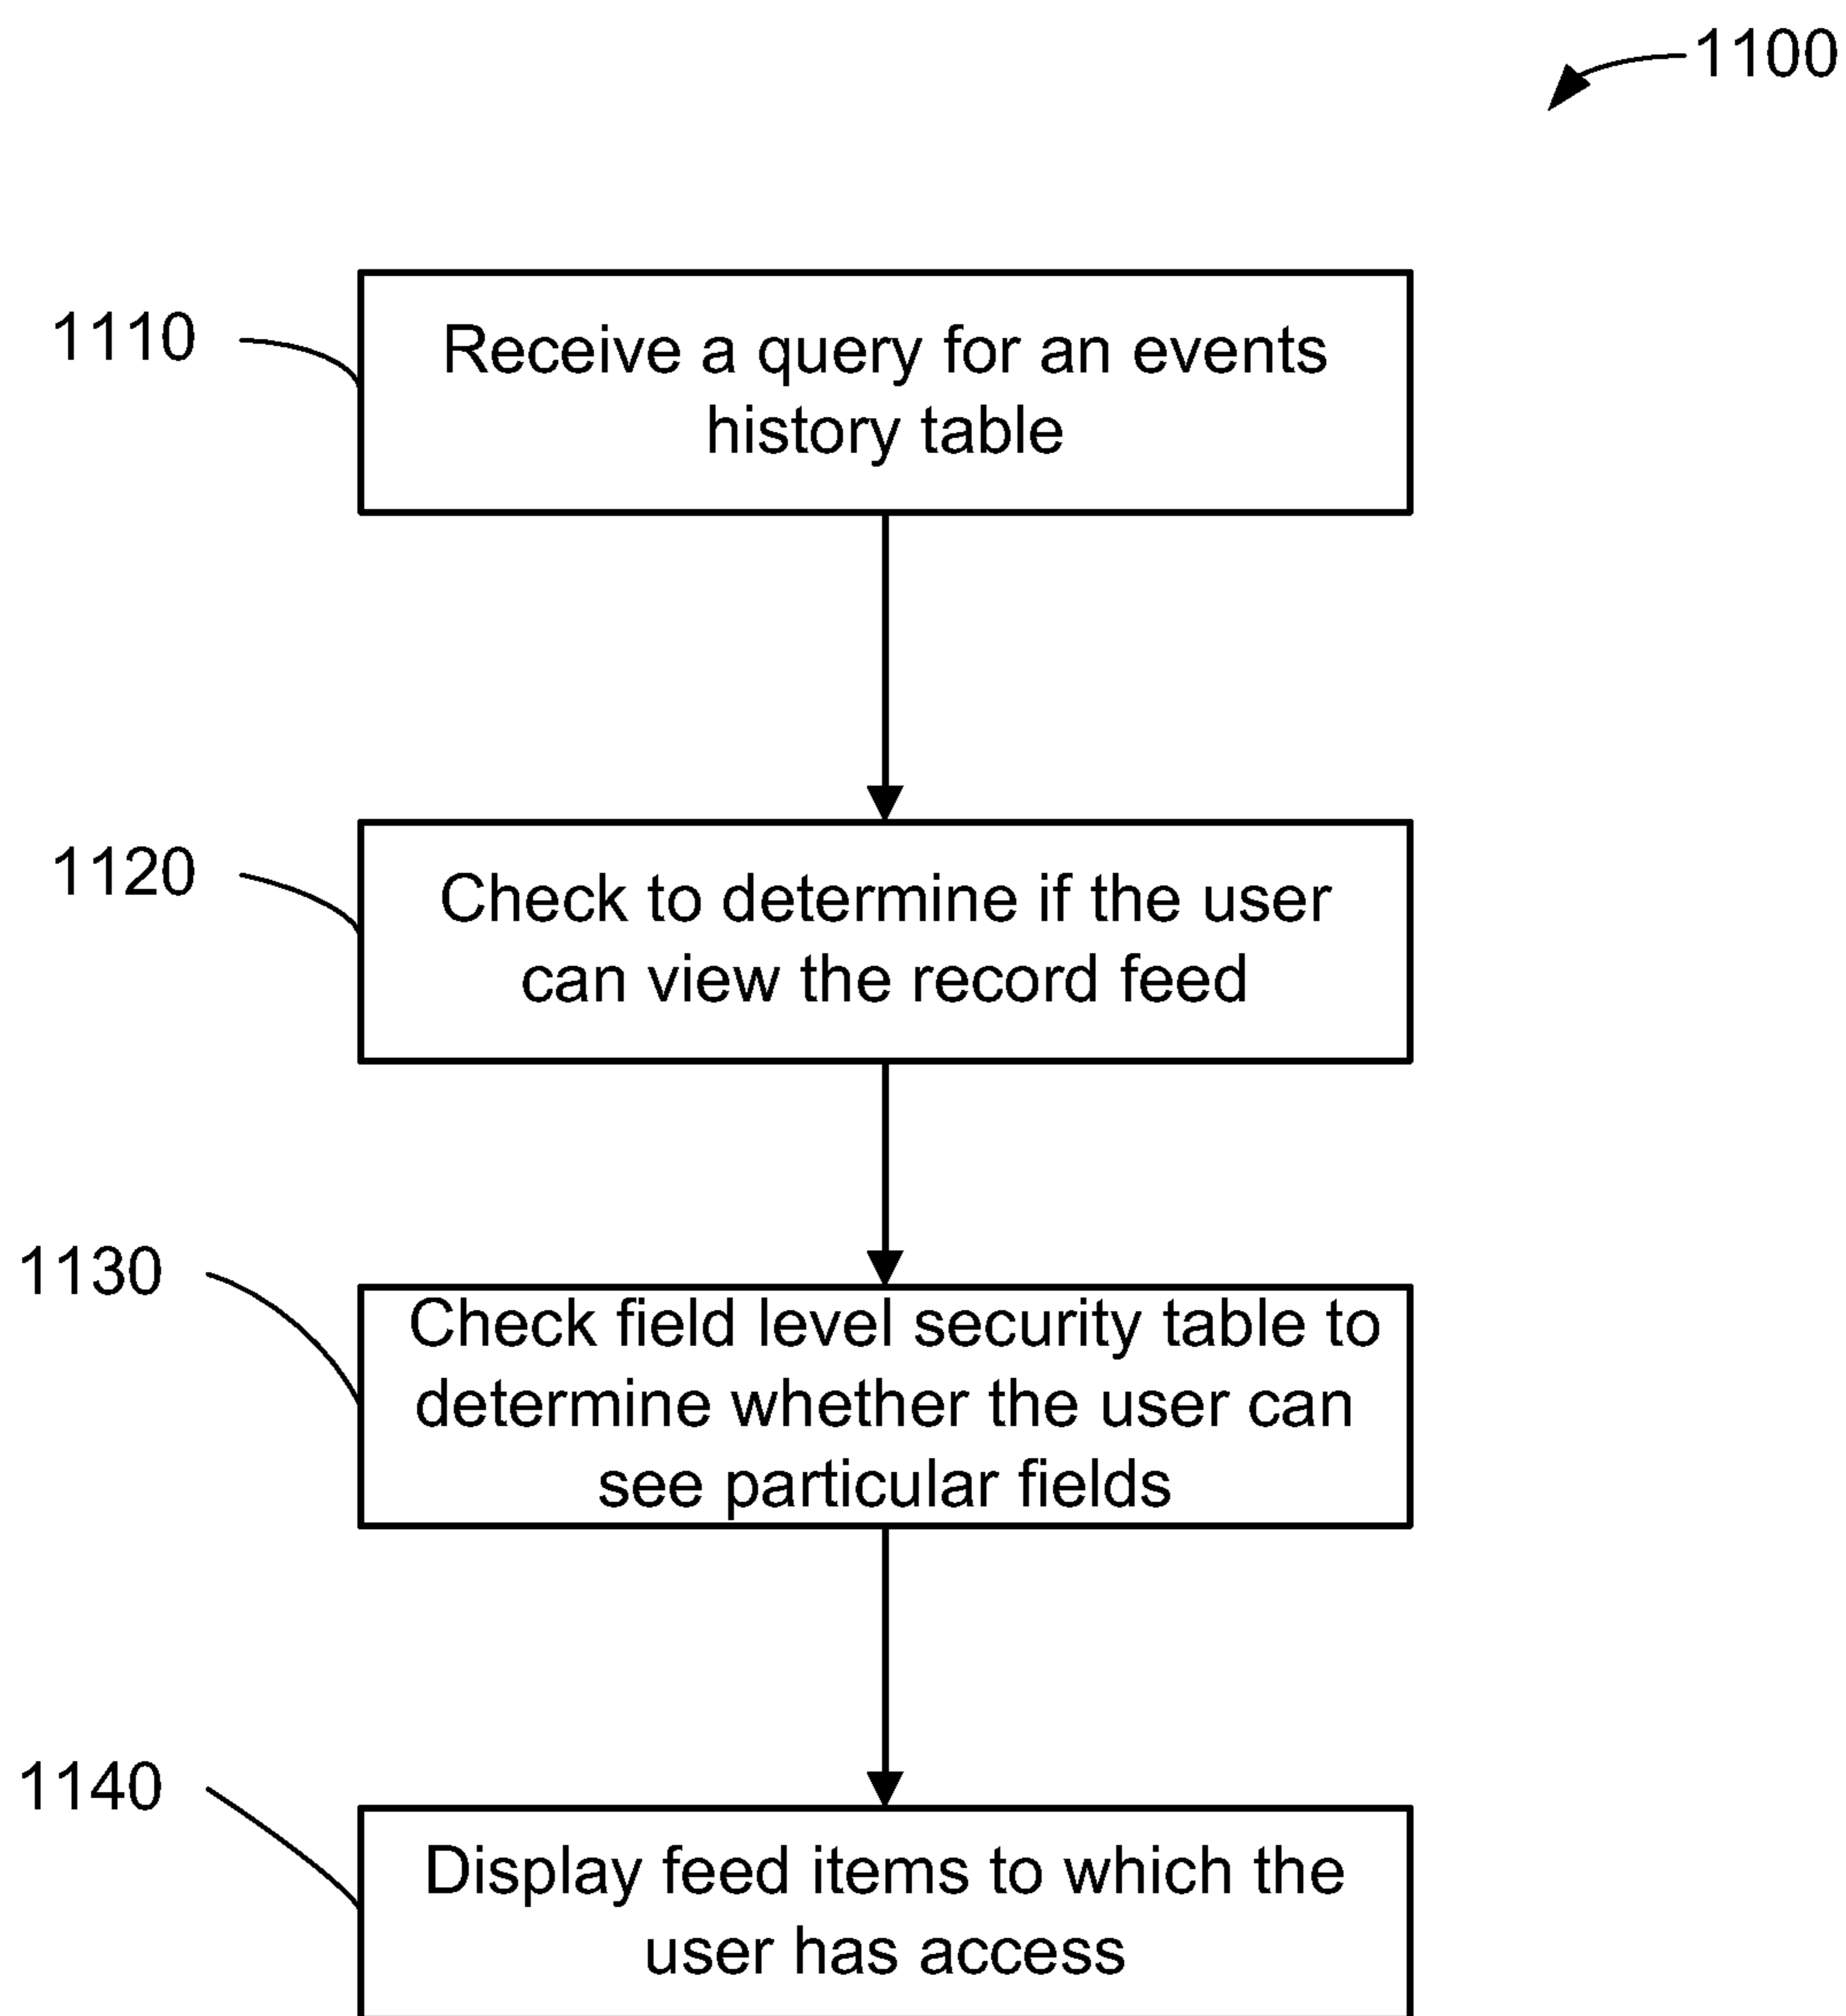 1100
1110
Receive a query for an events
history table
1120
Check to determine if the user
can view the record feed
1130
Check field level security table to
determine whether the user can
see particular fields
1140
Display feed items to which the
user has access